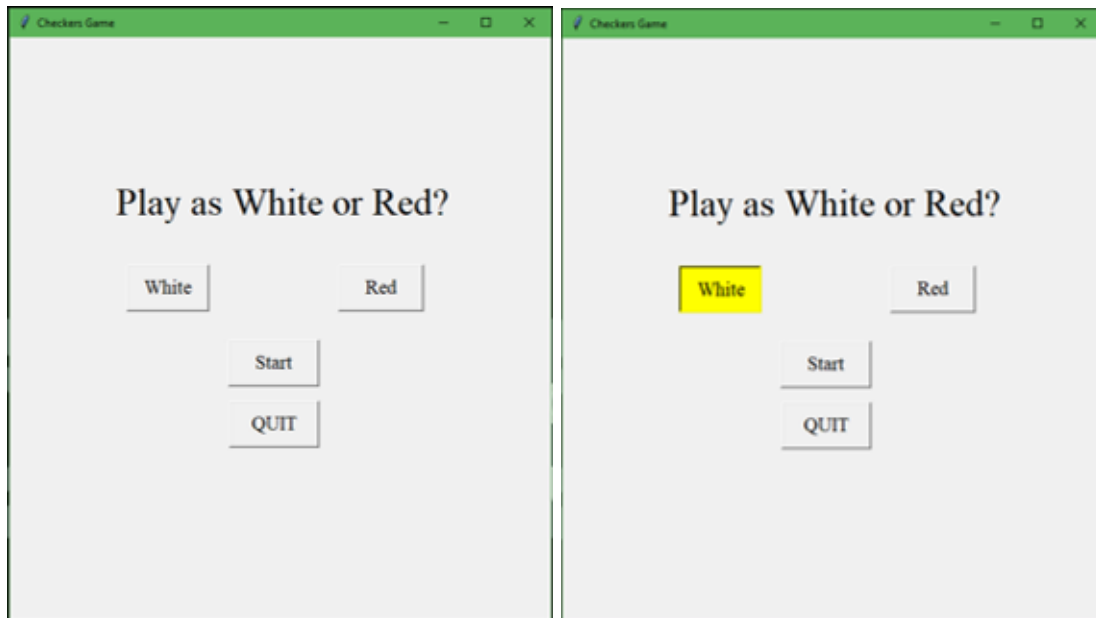 Checkers Game
Play as White or Red?
White Red
Start
QUIT
Checkers Game
Play as White or Red?
White Red
Start
QUIT